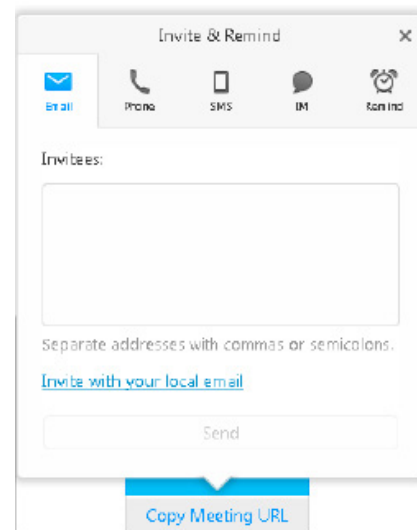 Invite & Remind
Email Phone SMS IM Remind
Invitees:
Separate addresses with commas or semicolons.
Invite with your local email
Send
Copy Meeting URL